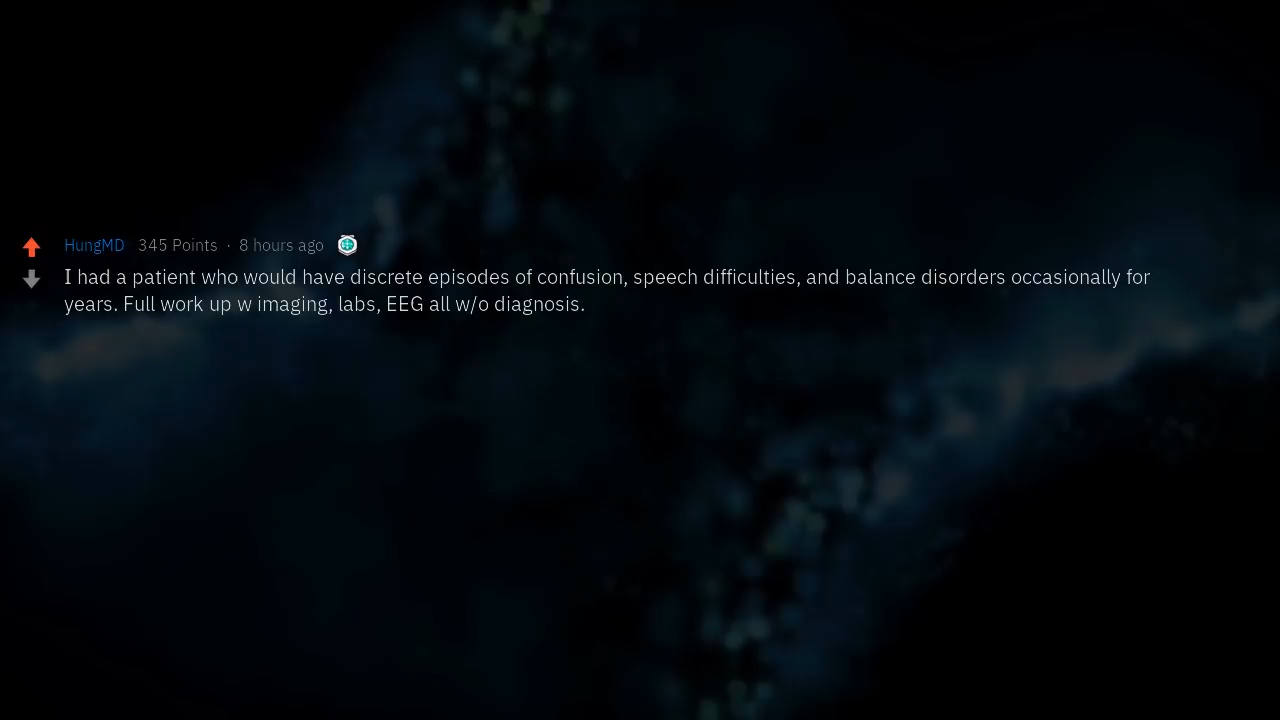 HungMD 345 Points · 8 hours ago
I had a patient who would have discrete episodes of confusion, speech difficulties, and balance disorders occasionally for
years. Full work up w imaging, labs, EEG all w/o diagnosis.